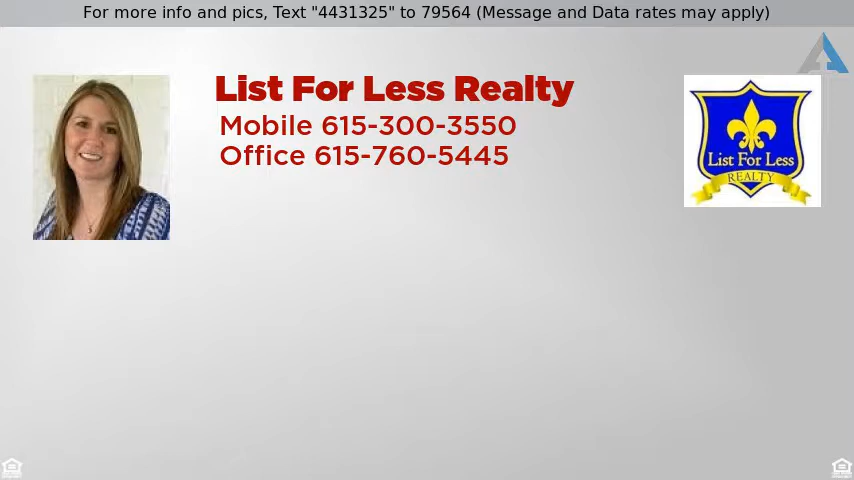 For more info and pics, Text "4431325" to 79564 (Message and Data rates may apply)
List For Less Realty
Mobile 615-300-3550
Office 615-760-5445
List For Less
REALTY